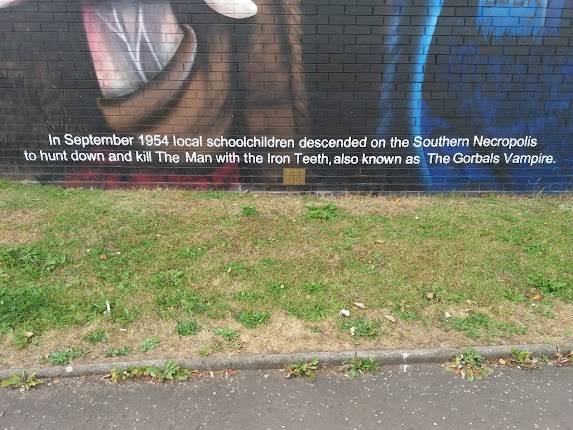 In September 1954 local schoolchildren descended on the Southern Necropolis
to hunt down and kill The Man with the Iron Teeth, also known as The Gorbals Vampire.